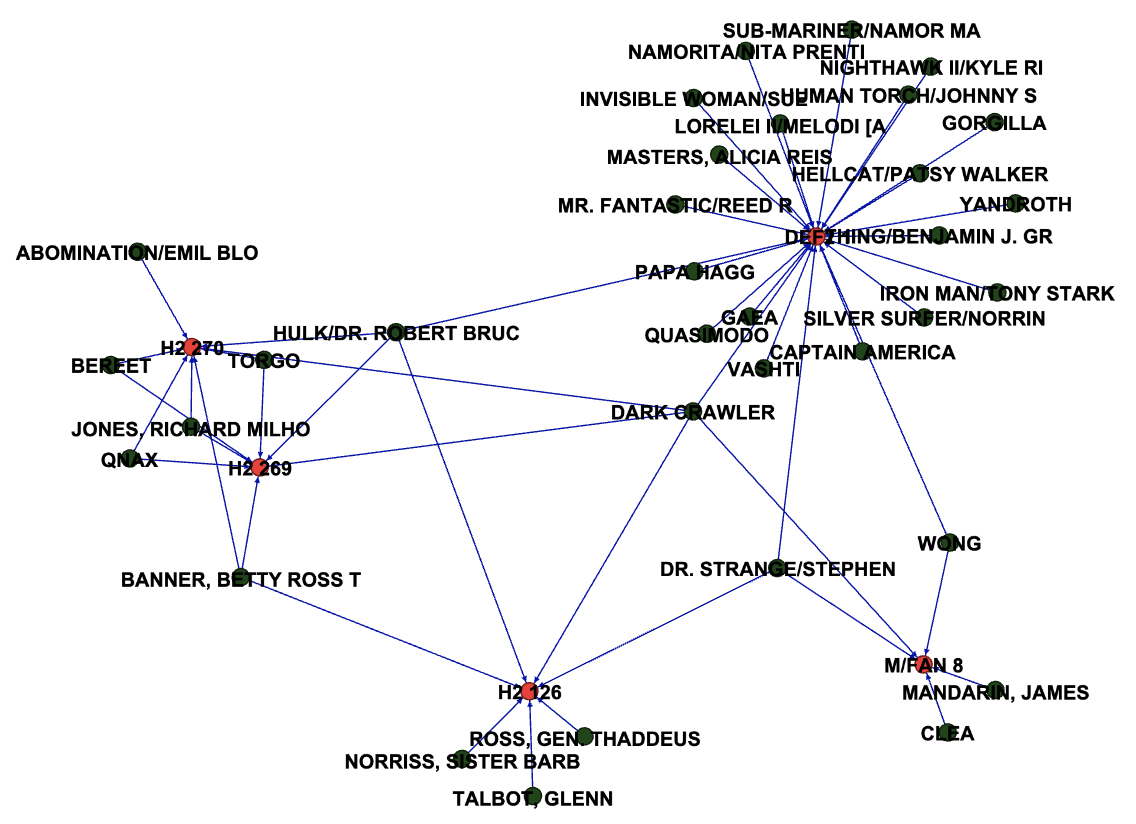 SUB-MARINER/NAMOR MA
NAMORITA/NITA PRENTI
NIGHTHAWK II/KYLE RI
INVISIBLE WOMAN/SUE
HUMAN TORCH/JOHNNY S
LORELEI II/MELODI [A
GORGILLA
MASTERS, ALICIA REIS
HELLCAT/PATSY WALKER
MR. FANTASTIC/REED R
YANDROTH
THING/BENJAMIN J. GR
ABOMINATION/EMIL BLO
PAPA HAGG
IRON MAN/TONY STARK
GAEA
SILVER SURFER/NORRIN
HULK/DR. ROBERT BRUC
QUASIMODO
H2 270
CAPTAIN AMERICA
BEREET
TORGO
VASHTI
DARK CRAWLER
JONES, RICHARD MILHO
QNAX
H2 269
WONG
BANNER, BETTY ROSS T
DR. STRANGE/STEPHEN
M/FAN 8
H2 126
MANDARIN, JAMES
CLEA
ROSS, GEN. THADDEUS
NORRISS, SISTER BARB
TALBOT, GLENN